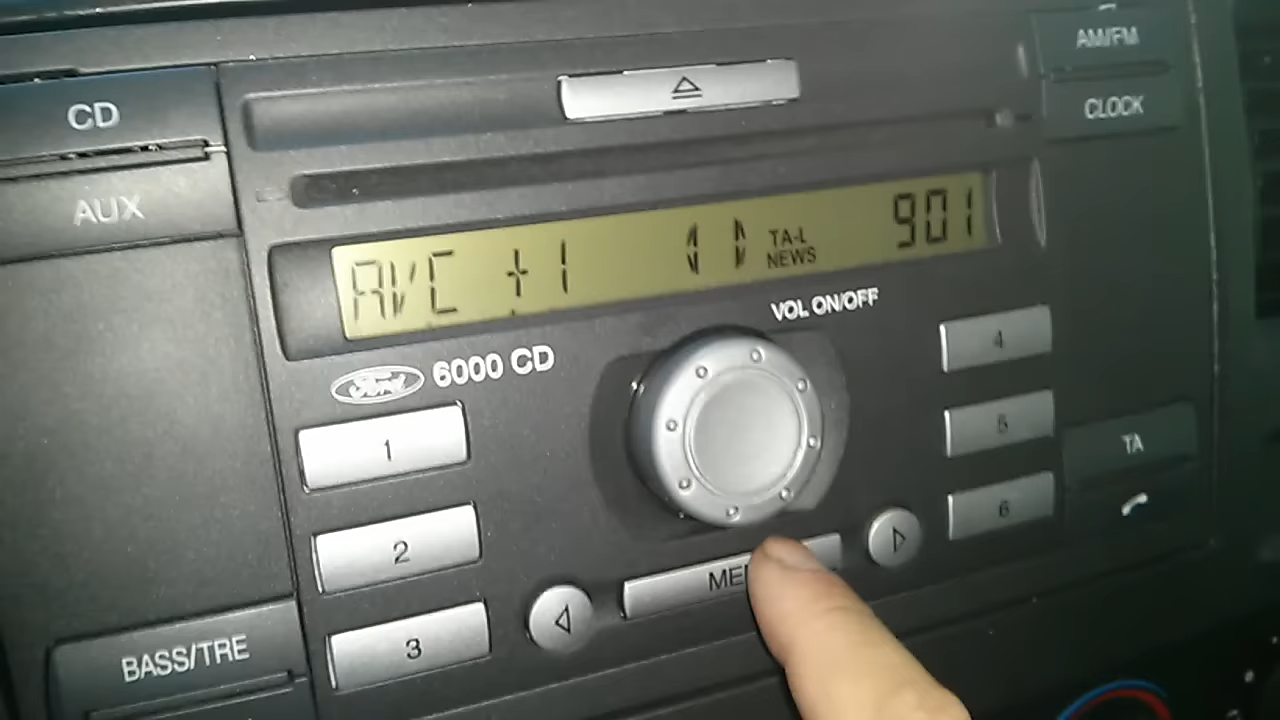 AM/FM
CD
CLOCK
AUX
AVC +1
TA-L
NEWS
901
VOL ON/OFF
Ford
6000 CD
1
4
2
5
TA
3
6
BASS/TRE